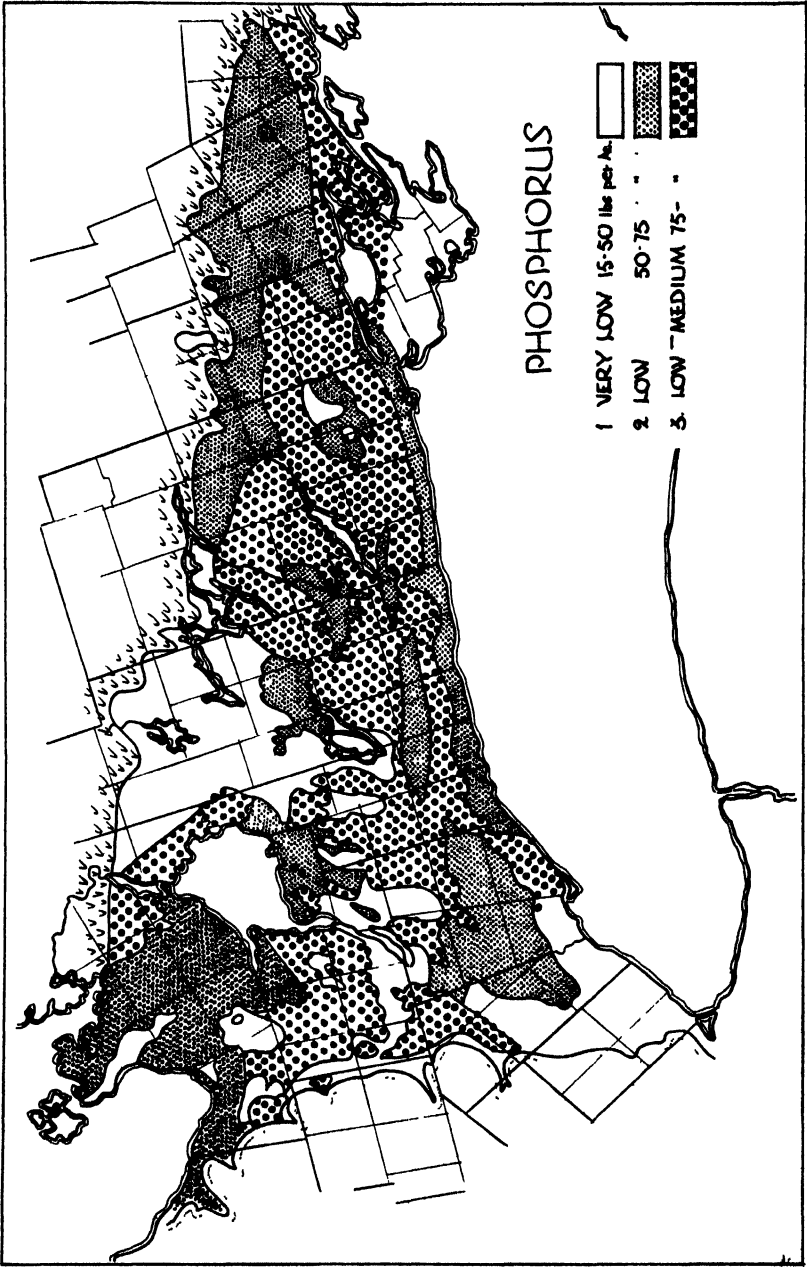 PHOSPHORUS
1 VERY LOW 15-50 lbs per Ac.
2 LOW 50-75 " "
3. LOW-MEDIUM 75- "